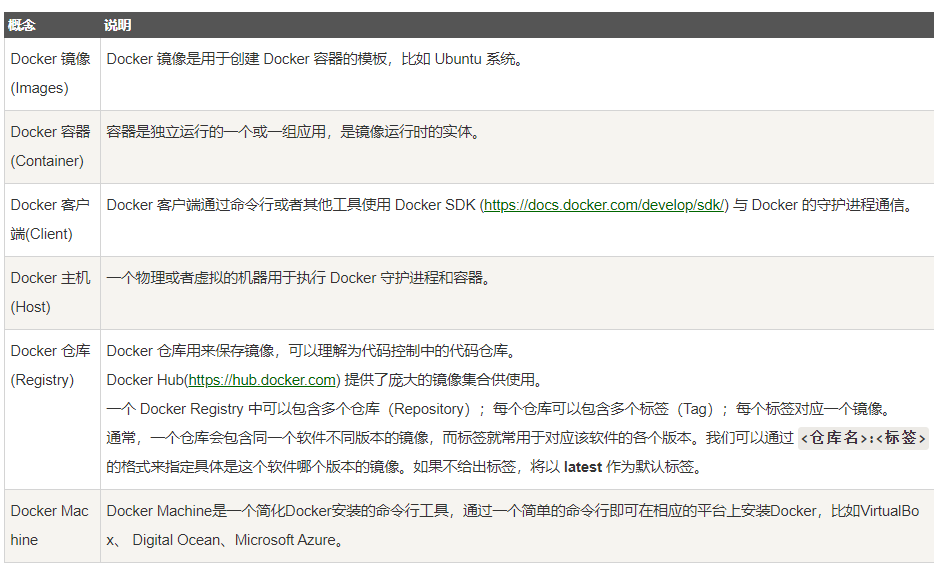 概念 说明
Docker 镜像 Docker 镜像是用于创建 Docker 容器的模板，比如 Ubuntu 系统。
(Images)
Docker 容器 容器是独立运行的一个或一组应用，是镜像运行时的实体。
(Container)
Docker 客户 Docker 客户端通过命令行或者其他工具使用 Docker SDK (https://docs.docker.com/develop/sdk/) 与 Docker 的守护进程通信。
端(Client)
Docker 主机 一个物理或者虚拟的机器用于执行 Docker 守护进程和容器。
(Host)
Docker 仓库 Docker 仓库用来保存镜像，可以理解为代码控制中的代码仓库。
(Registry) Docker Hub(https://hub.docker.com) 提供了庞大的镜像集合供使用。
一个 Docker Registry 中可以包含多个仓库（Repository）；每个仓库可以包含多个标签（Tag）；每个标签对应一个镜像。
通常，一个仓库会包含同一个软件不同版本的镜像，而标签就常用于对应该软件的各个版本。我们可以通过 <仓库名>:<标签>
的格式来指定具体是这个软件哪个版本的镜像。如果不给出标签，将以 latest 作为默认标签。
Docker Mac Docker Machine是一个简化Docker安装的命令行工具，通过一个简单的命令行即可在相应的平台上安装Docker，比如VirtualBo
hine x、 Digital Ocean、Microsoft Azure。